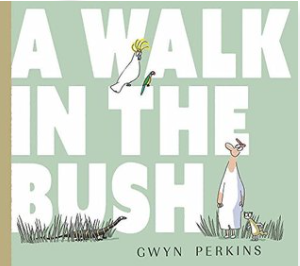 A WALK
IN THE
BUSH
GWYN PERKINS